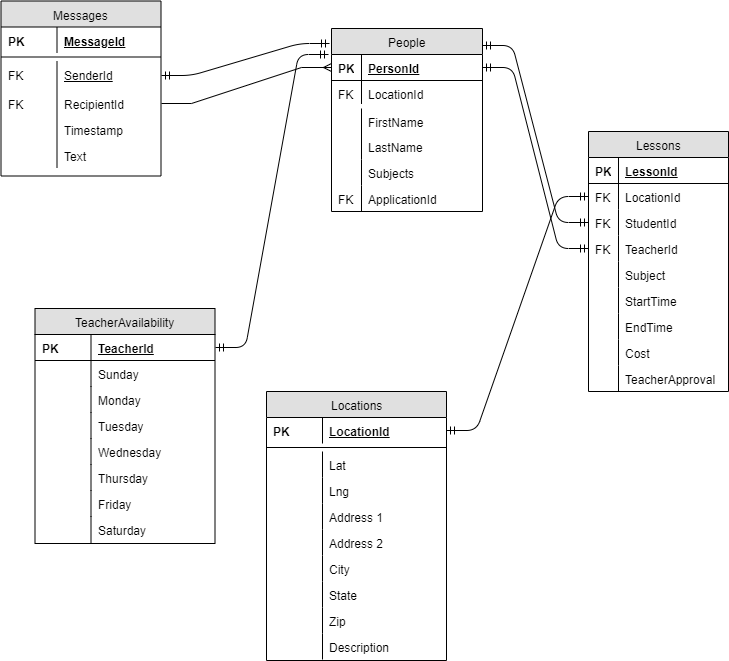 Messages
PK MessageId
FK SenderId
FK RecipientId
Timestamp
Text
People
PK PersonId
FK LocationId
FirstName
LastName
Subjects
FK ApplicationId
Lessons
PK LessonId
FK LocationId
FK StudentId
FK TeacherId
Subject
StartTime
EndTime
Cost
TeacherApproval
TeacherAvailability
PK TeacherId
Sunday
Monday
Tuesday
Wednesday
Thursday
Friday
Saturday
Locations
PK LocationId
Lat
Lng
Address 1
Address 2
City
State
Zip
Description